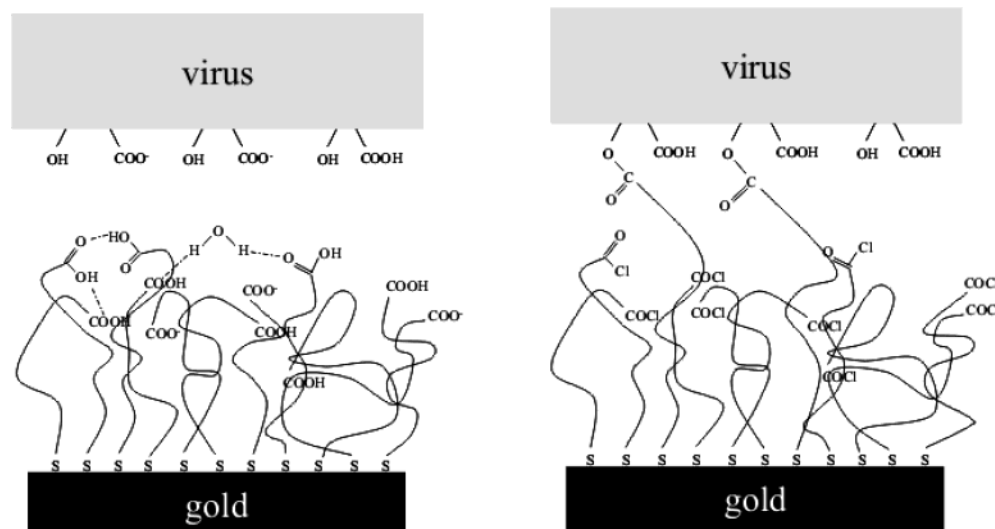 virus
OH COO- OH COO- OH COOH
O HO H O H O OH
O OH
COOH COO- COOH
COOH COO- COOH COO-
COOH
S S S S S S S S S S S
gold
virus
O COOH O COOH OH COOH
C C
O O
O Cl O Cl
COCl COCl COC
COCl COCl COCl COC
COCl
S S S S S S S S S S S
gold